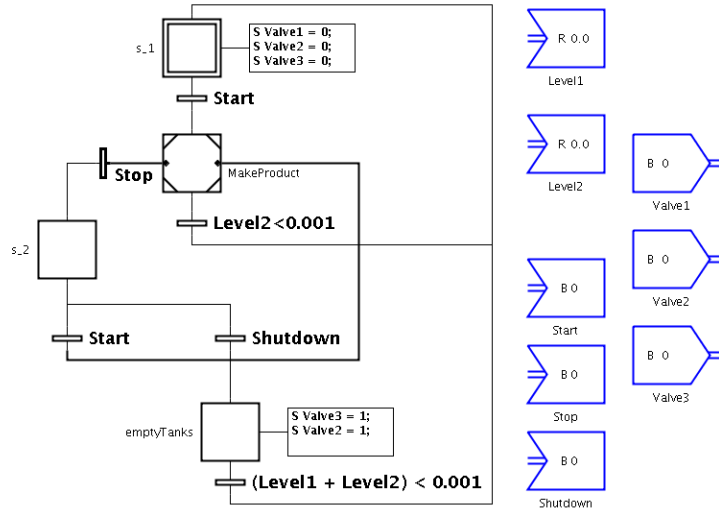 s_1
S Valve1 = 0;
S Valve2 = 0;
S Valve3 = 0;
Start
Stop
MakeProduct
Level2<0.001
s_2
Start
Shutdown
emptyTanks
S Valve3 = 1;
S Valve2 = 1;
(Level1 + Level2) < 0.001
R 0.0
Level1
R 0.0
Level2
B 0
Valve1
B 0
Valve2
B 0
Start
B 0
Valve3
B 0
Stop
B 0
Shutdown